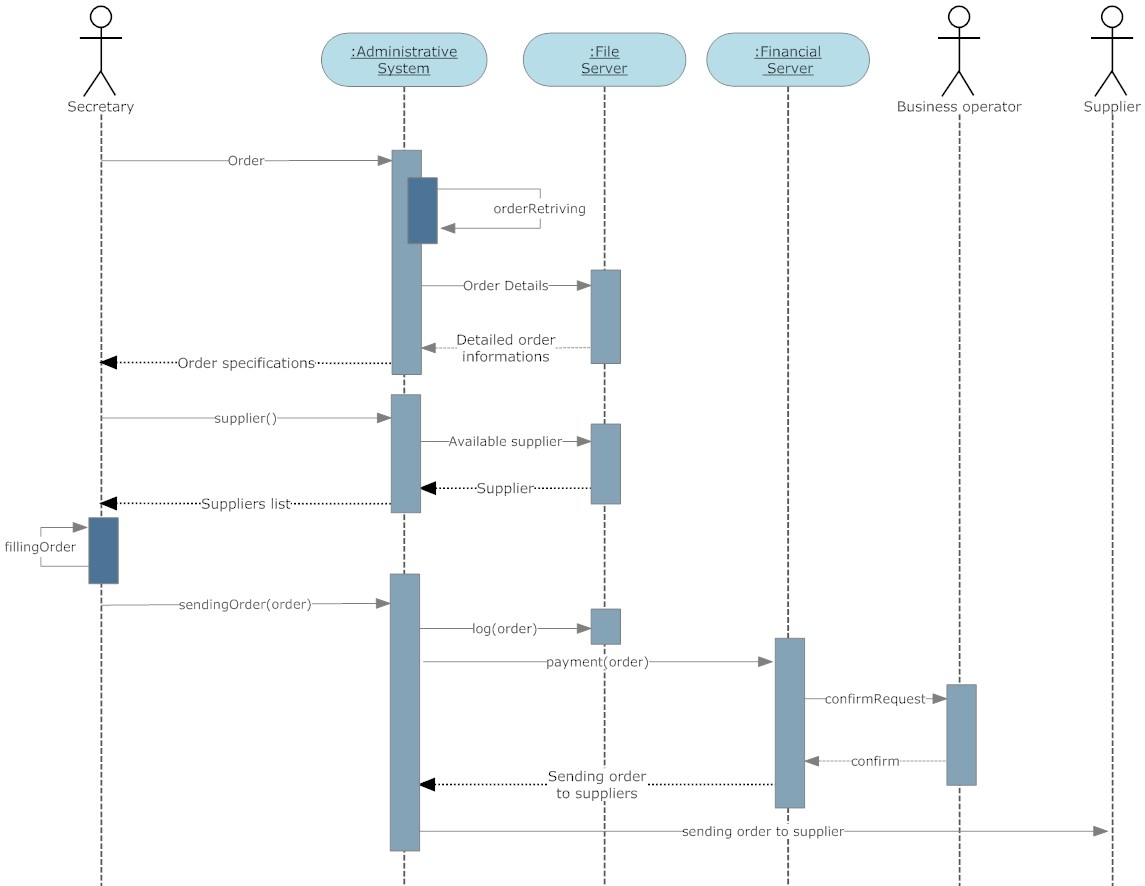 :Administrative
System
:File
Server
:Financial
Server
Secretary
Business operator
Supplier
Order
orderRetriving
Order Details
Detailed order
informations
Order specifications
supplier()
Available supplier
Supplier
Suppliers list
fillingOrder
sendingOrder(order)
log(order)
payment(order)
confirmRequest
confirm
Sending order
to suppliers
sending order to supplier